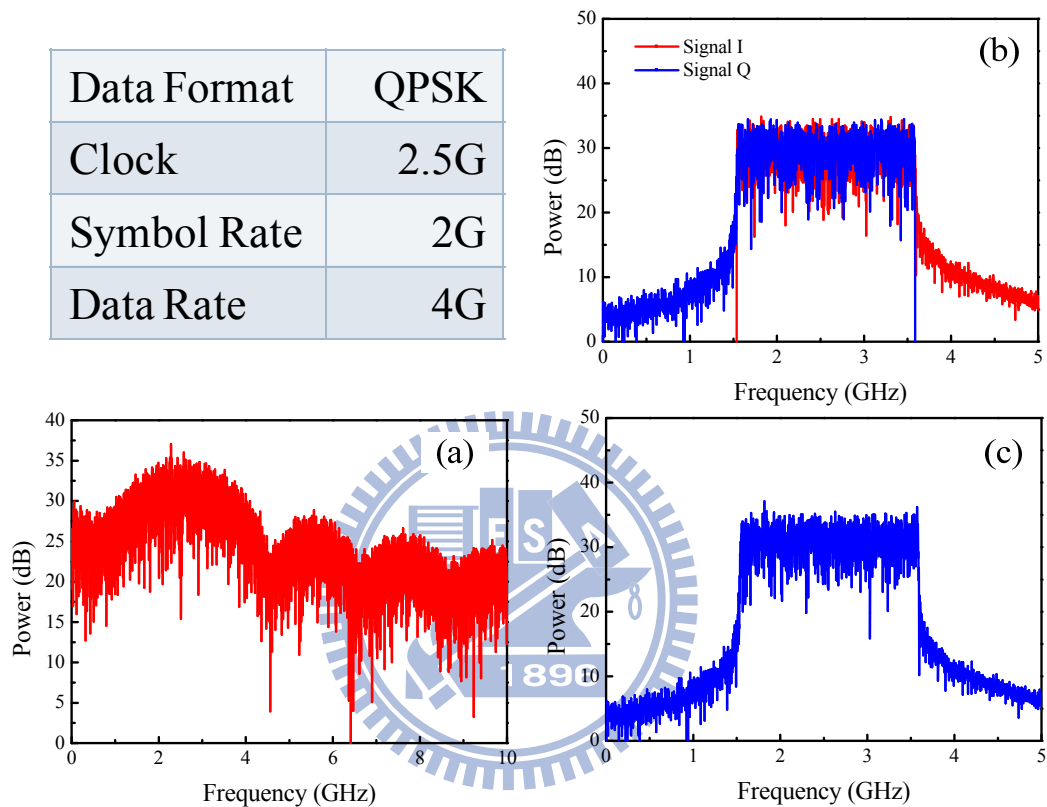 Data Format QPSK
Clock 2.5G
Symbol Rate 2G
Data Rate 4G
50
40
30
20
10
0
Power (dB)
Signal I
Signal Q
(b)
0 1 2 3 4 5
Frequency (GHz)
40
35
30
25
20
15
10
5
0
Power (dB)
(a)
0 2 4 6 8 10
Frequency (GHz)
ES
1896
50
40
30
20
10
0
Power (dB)
(c)
0 1 2 3 4 5
Frequency (GHz)